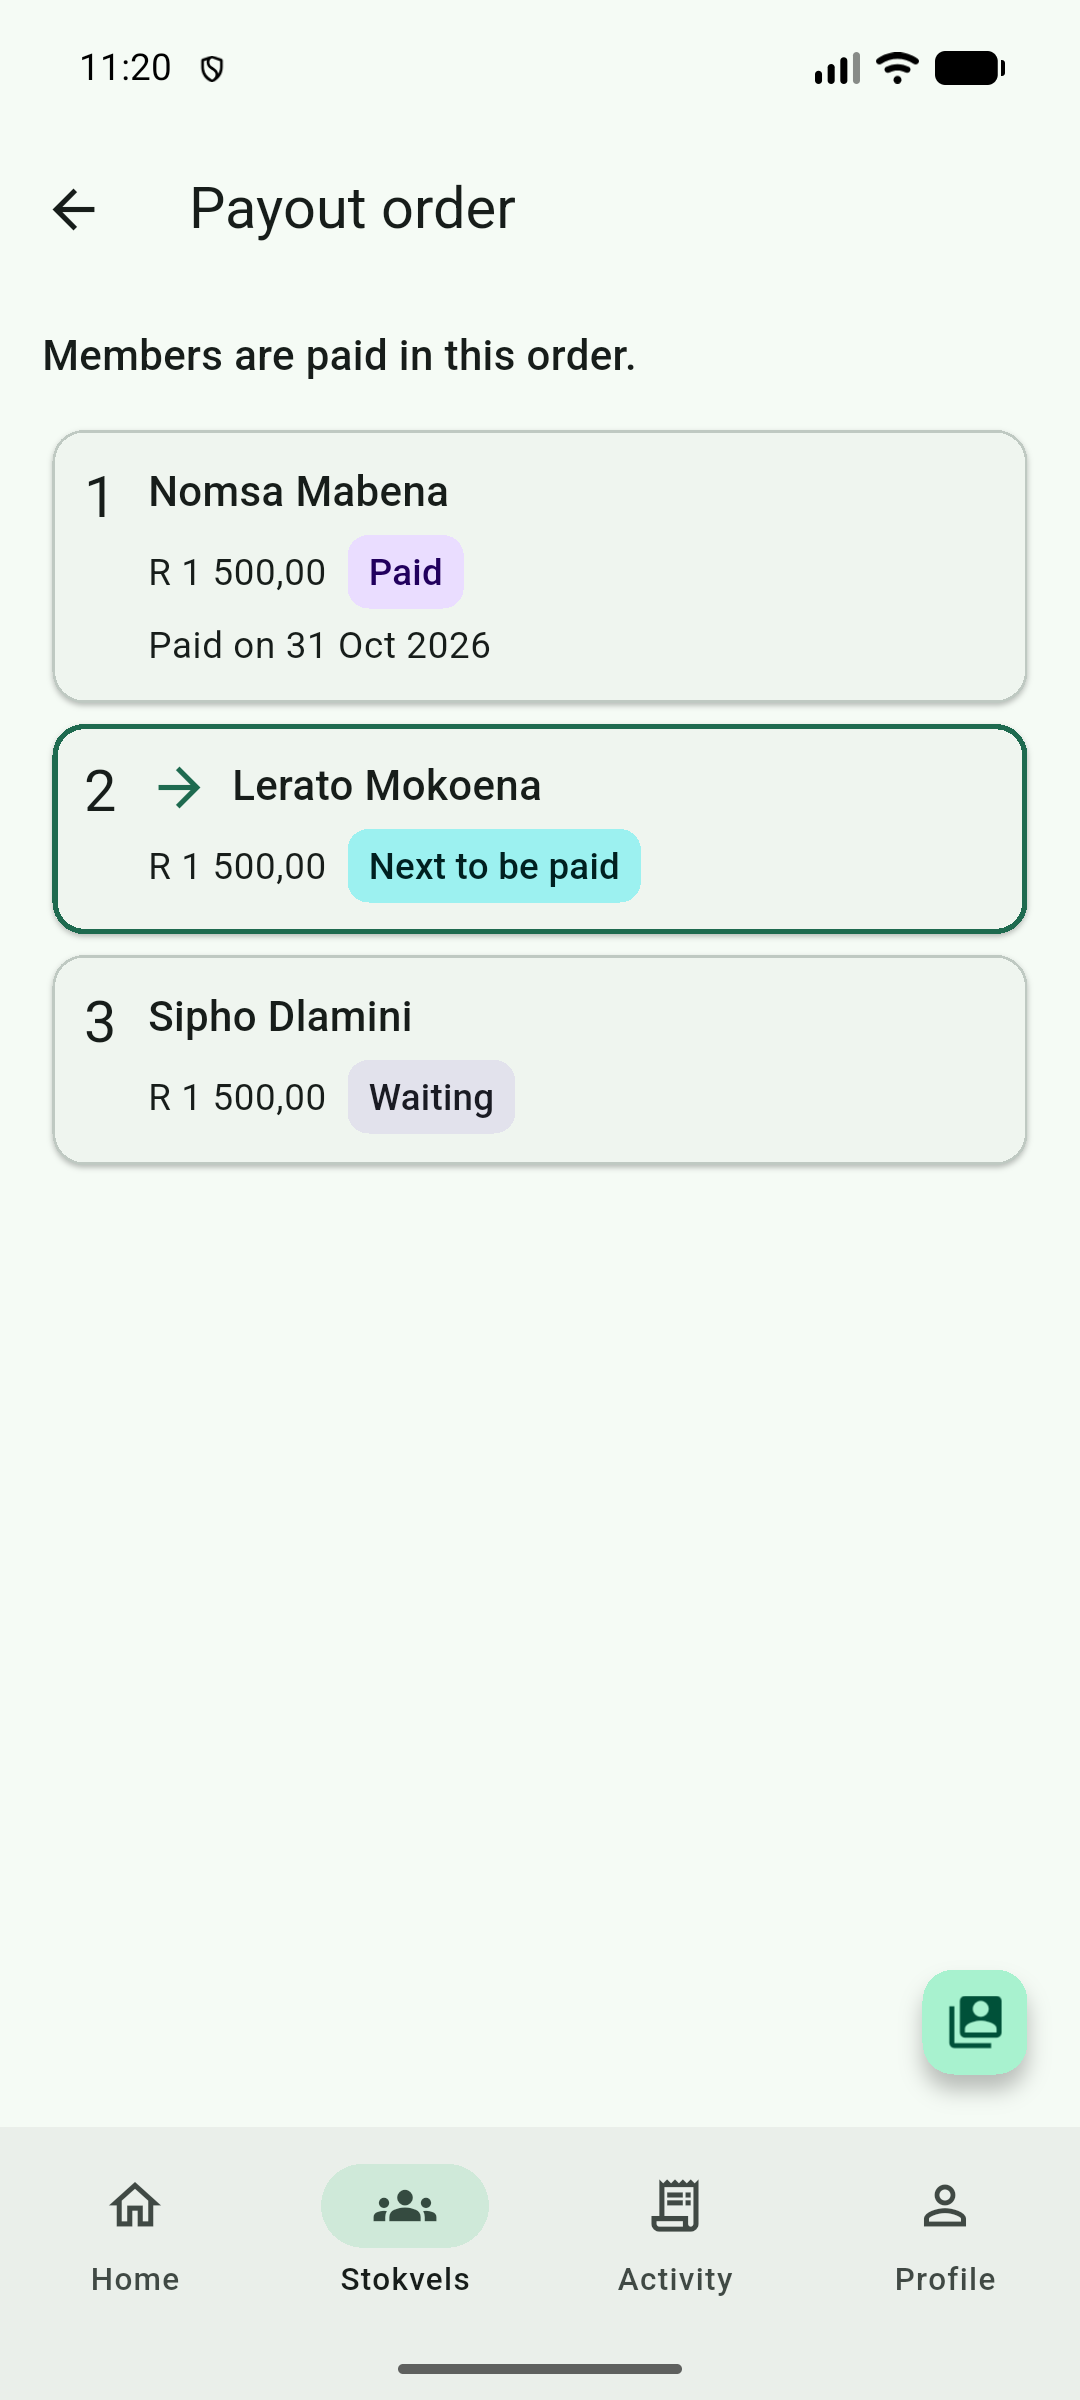 11:20
Payout order
Members are paid in this order.
1 Nomsa Mabena
R 1 500,00 Paid
Paid on 31 Oct 2026
2 → Lerato Mokoena
R 1 500,00 Next to be paid
3 Sipho Dlamini
R 1 500,00 Waiting
Home Stokvels Activity Profile